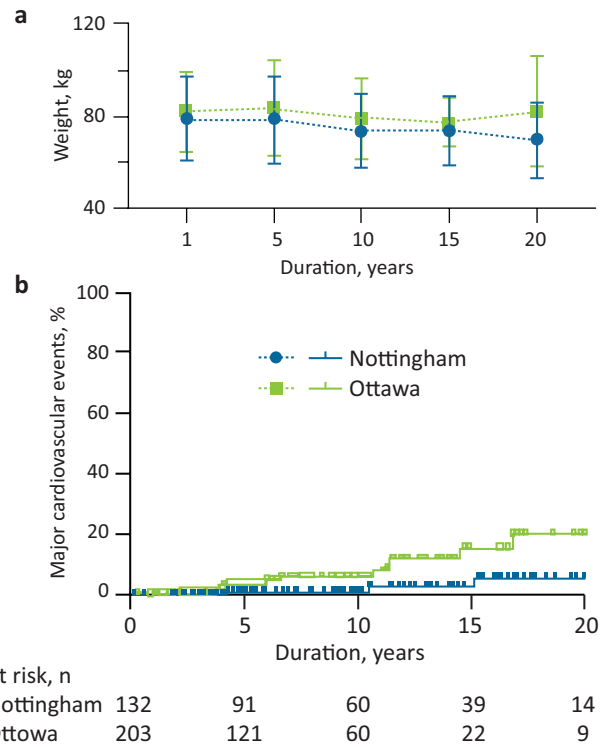 a
120
80
40
Weight, kg
1 5 10 15 20
Duration, years
b
100
80
60
40
20
0
Major cardiovascular events, %
Nottingham
Ottawa
0 5 10 15 20
Duration, years
t risk, n
ottingham 132 91 60 39 14
ttowa 203 121 60 22 9